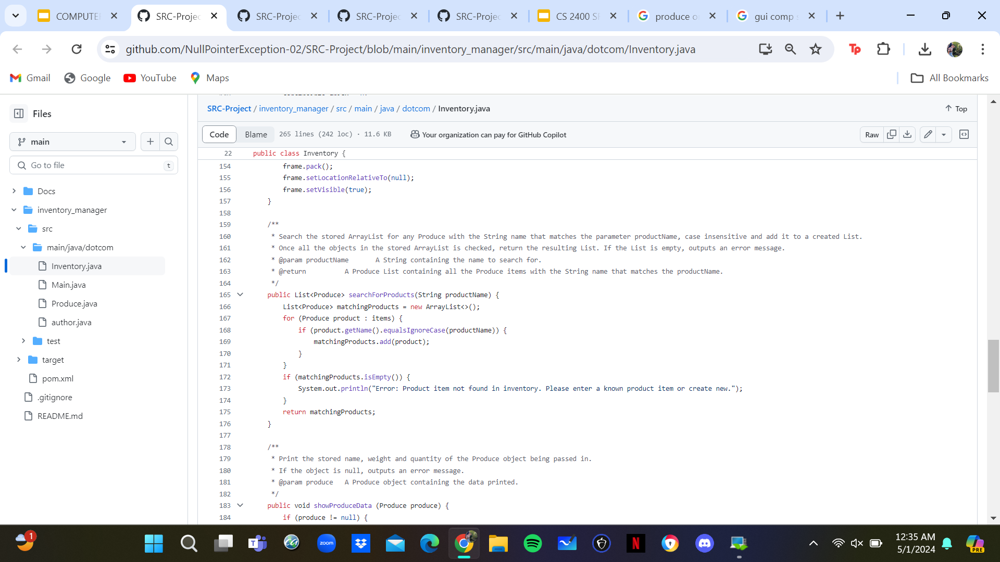 COMPUTE
SRC-Projec
SRC-Projec
SRC-Projec
SRC-Projec
CS 2400 S
produce o
gui comp
github.com/NullPointerException-02/SRC-Project/blob/main/inventory_manager/src/main/java/dotcom/Inventory.java
Tp
Gmail
Google
YouTube
Maps
All Bookmarks
Files
main
Go to file
t
Docs
inventory_manager
src
main/java/dotcom
Inventory.java
Main.java
Produce.java
author.java
test
target
pom.xml
.gitignore
README.md
SRC-Project / inventory_manager / src / main / java / dotcom / Inventory.java
Top
Code
Blame
265 lines (242 loc) · 11.6 KB
Your organization can pay for GitHub Copilot
Raw
22 public class Inventory {
154 frame.pack();
155 frame.setLocationRelativeTo(null);
156 frame.setVisible(true);
157 }
158
159 /**
160 * Search the stored ArrayList for any Produce with the String name that matches the parameter productName, case insensitive and add it to a created List.
161 * Once all the objects in the stored ArrayList is checked, return the resulting List. If the List is empty, outputs an error message.
162 * @param productName A String containing the name to search for.
163 * @return A Produce List containing all the Produce items with the String name that matches the productName.
164 */
165 public List<Produce> searchForProducts(String productName) {
166 List<Produce> matchingProducts = new ArrayList<>();
167 for (Produce product : items) {
168 if (product.getName().equalsIgnoreCase(productName)) {
169 matchingProducts.add(product);
170 }
171 }
172 if (matchingProducts.isEmpty()) {
173 System.out.println("Error: Product item not found in inventory. Please enter a known product item or create new.");
174 }
175 return matchingProducts;
176 }
177
178 /**
179 * Print the stored name, weight and quantity of the Produce object being passed in.
180 * If the object is null, outputs an error message.
181 * @param produce A Produce object containing the data printed.
182 */
183 public void showProduceData (Produce produce) {
184 if (produce != null) {
1
T
zoom
N
12:35 AM
5/1/2024
PRE